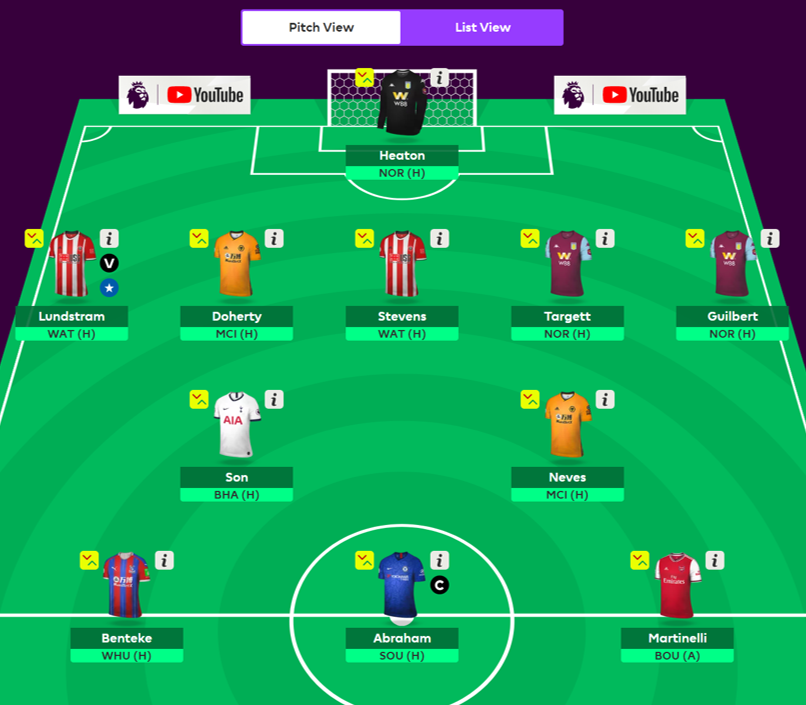 Pitch View
List View
YouTube
YouTube
Heaton
NOR (H)
V
Lundstram
WAT (H)
Doherty
MCI (H)
Stevens
WAT (H)
Targett
NOR (H)
Guilbert
NOR (H)
AIA
Son
BHA (H)
Neves
MCI (H)
C
Benteke
WHU (H)
Abraham
SOU (H)
Martinelli
BOU (A)